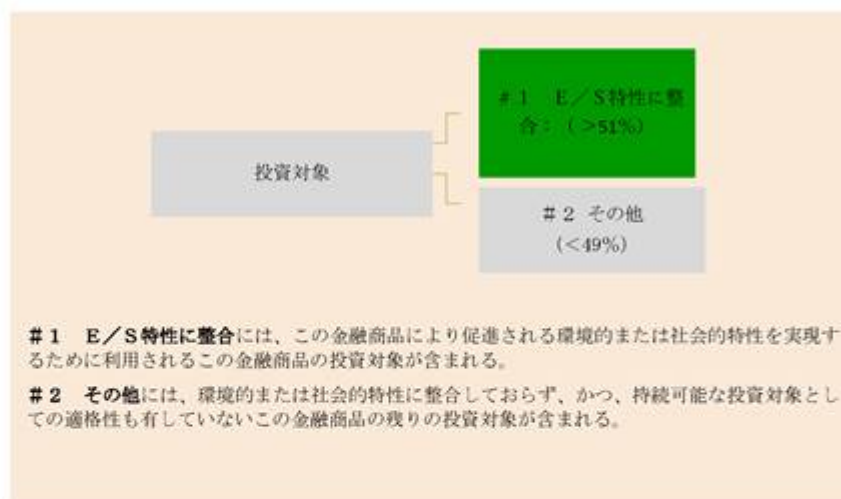 #1 E/S特性に整
合:(>51%)
投資対象
#2 その他
(<49%)
#1 E/S特性に整合には、この金融商品により促進される環境的または社会的特性を実現す
るために利用されるこの金融商品の投資対象が含まれる。
#2 その他には、環境的または社会的特性に整合しておらず、かつ、持続可能な投資対象とし
ての適格性も有していないこの金融商品の残りの投資対象が含まれる。